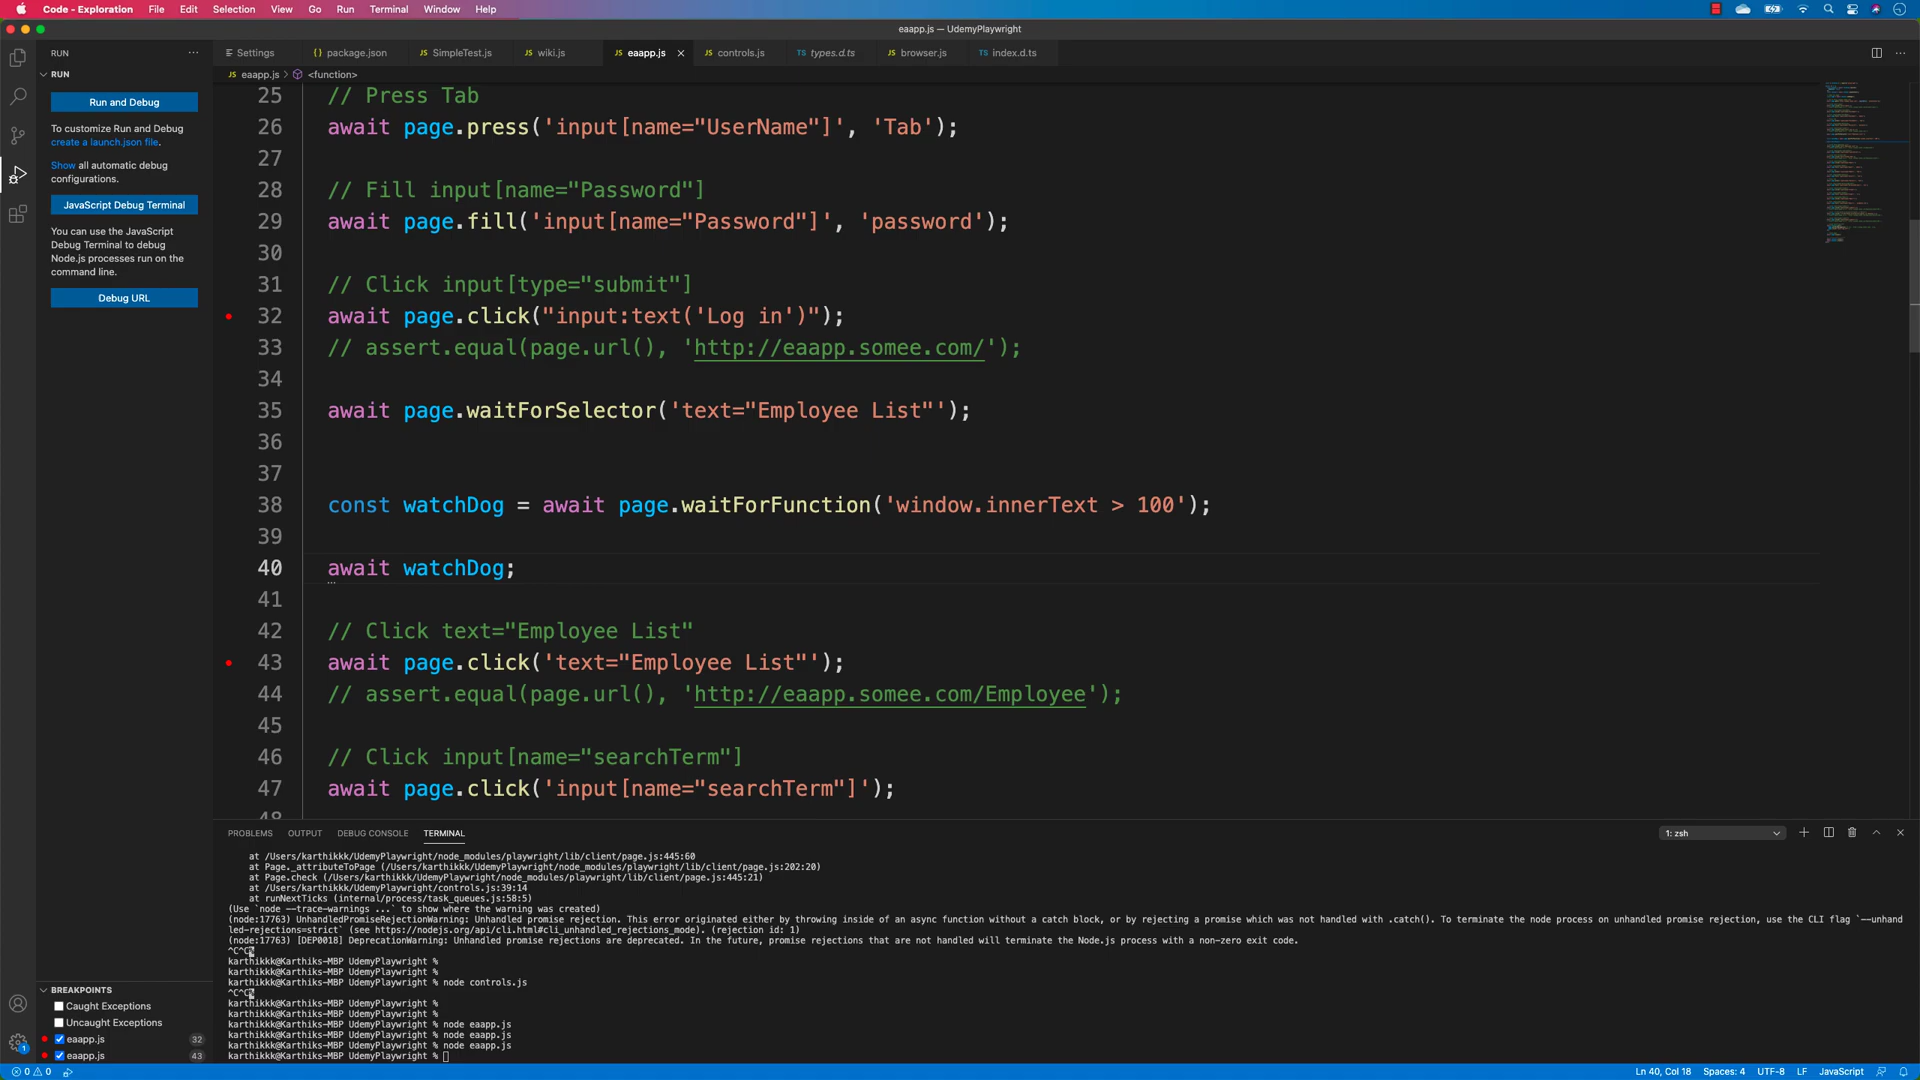 Code - Exploration File Edit Selection View Go Run Terminal Window Help
eaapp.js — UdemyPlaywright
RUN
Settings
{} package.json
JS SimpleTest.js
JS wiki.js
JS eaapp.js
JS controls.js
TS types.d.ts
JS browser.js
TS index.d.ts
JS eaapp.js > <function>
RUN
Run and Debug
To customize Run and Debug
create a launch.json file.
Show all automatic debug
configurations.
JavaScript Debug Terminal
You can use the JavaScript
Debug Terminal to debug
Node.js processes run on the
command line.
Debug URL
25 // Press Tab
26 await page.press('input[name="UserName"]', 'Tab');
27
28 // Fill input[name="Password"]
29 await page.fill('input[name="Password"]', 'password');
30
31 // Click input[type="submit"]
32 await page.click("input:text('Log in')");
33 // assert.equal(page.url(), 'http://eaapp.somee.com/');
34
35 await page.waitForSelector('text="Employee List"');
36
37
38 const watchDog = await page.waitForFunction('window.innerText > 100');
39
40 await watchDog;
41
42 // Click text="Employee List"
43 await page.click('text="Employee List"');
44 // assert.equal(page.url(), 'http://eaapp.somee.com/Employee');
45
46 // Click input[name="searchTerm"]
47 await page.click('input[name="searchTerm"]');
48
PROBLEMS OUTPUT DEBUG CONSOLE TERMINAL
1: zsh
at /Users/karthikkk/UdemyPlaywright/node_modules/playwright/lib/client/page.js:445:60
at Page._attributeToPage (/Users/karthikkk/UdemyPlaywright/node_modules/playwright/lib/client/page.js:202:20)
at Page.check (/Users/karthikkk/UdemyPlaywright/node_modules/playwright/lib/client/page.js:445:21)
at /Users/karthikkk/UdemyPlaywright/controls.js:39:14
at runNextTicks (internal/process/task_queues.js:58:5)
(Use `node --trace-warnings ...` to show where the warning was created)
(node:17763) UnhandledPromiseRejectionWarning: Unhandled promise rejection. This error originated either by throwing inside of an async function without a catch block, or by rejecting a promise which was not handled with .catch(). To terminate the node process on unhandled promise rejection, use the CLI flag `--unhand
led-rejections=strict` (see https://nodejs.org/api/cli.html#cli_unhandled_rejections_mode). (rejection id: 1)
(node:17763) [DEP0018] DeprecationWarning: Unhandled promise rejections are deprecated. In the future, promise rejections that are not handled will terminate the Node.js process with a non-zero exit code.
^C^C%
karthikkk@Karthiks-MBP UdemyPlaywright %
karthikkk@Karthiks-MBP UdemyPlaywright %
karthikkk@Karthiks-MBP UdemyPlaywright % node controls.js
^C^C%
karthikkk@Karthiks-MBP UdemyPlaywright %
karthikkk@Karthiks-MBP UdemyPlaywright %
karthikkk@Karthiks-MBP UdemyPlaywright % node eaapp.js
karthikkk@Karthiks-MBP UdemyPlaywright % node eaapp.js
karthikkk@Karthiks-MBP UdemyPlaywright % node eaapp.js
karthikkk@Karthiks-MBP UdemyPlaywright %
BREAKPOINTS
Caught Exceptions
Uncaught Exceptions
eaapp.js 32
eaapp.js 43
1
0 0
Ln 40, Col 18 Spaces: 4 UTF-8 LF JavaScript